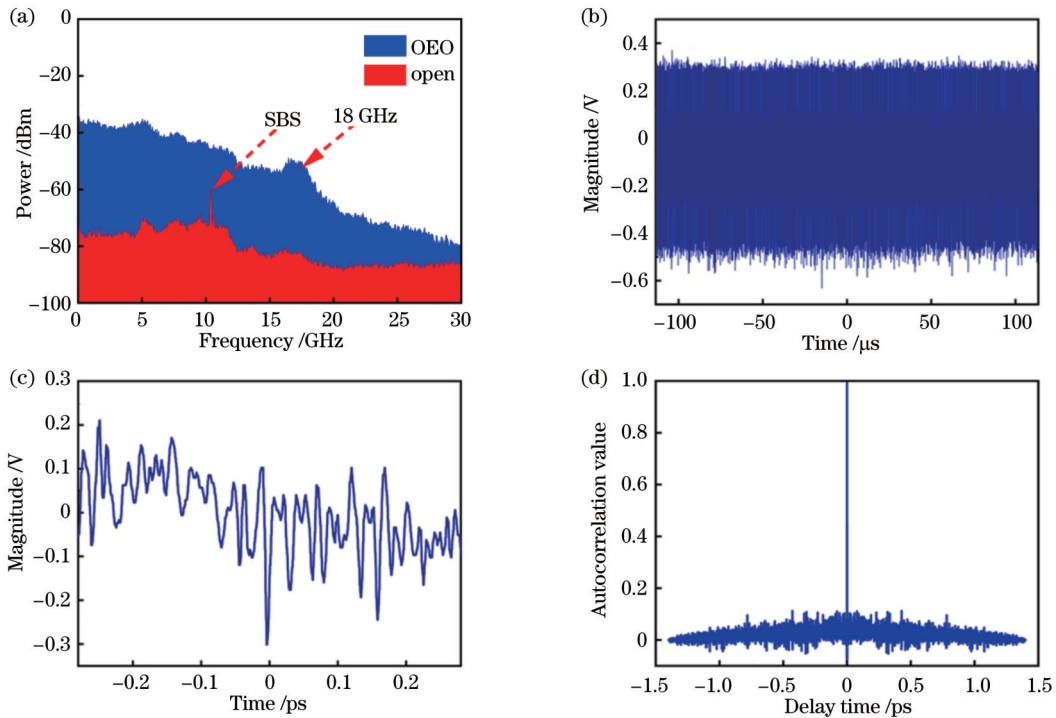 (a)
0
−20
−40
−60
−80
−100
Power /dBm
OEO
open
SBS
18 GHz
0 5 10 15 20 25 30
Frequency /GHz
(b)
0.4
0.2
0
−0.2
−0.4
−0.6
Magnitude /V
−100 −50 0 50 100
Time /μs
(c)
0.3
0.2
0.1
0
−0.1
−0.2
−0.3
Magnitude /V
−0.2 −0.1 0 0.1 0.2
Time /ps
(d)
1.0
0.8
0.6
0.4
0.2
0
Autocorrelation value
−1.5 −1.0 −0.5 0 0.5 1.0 1.5
Delay time /ps